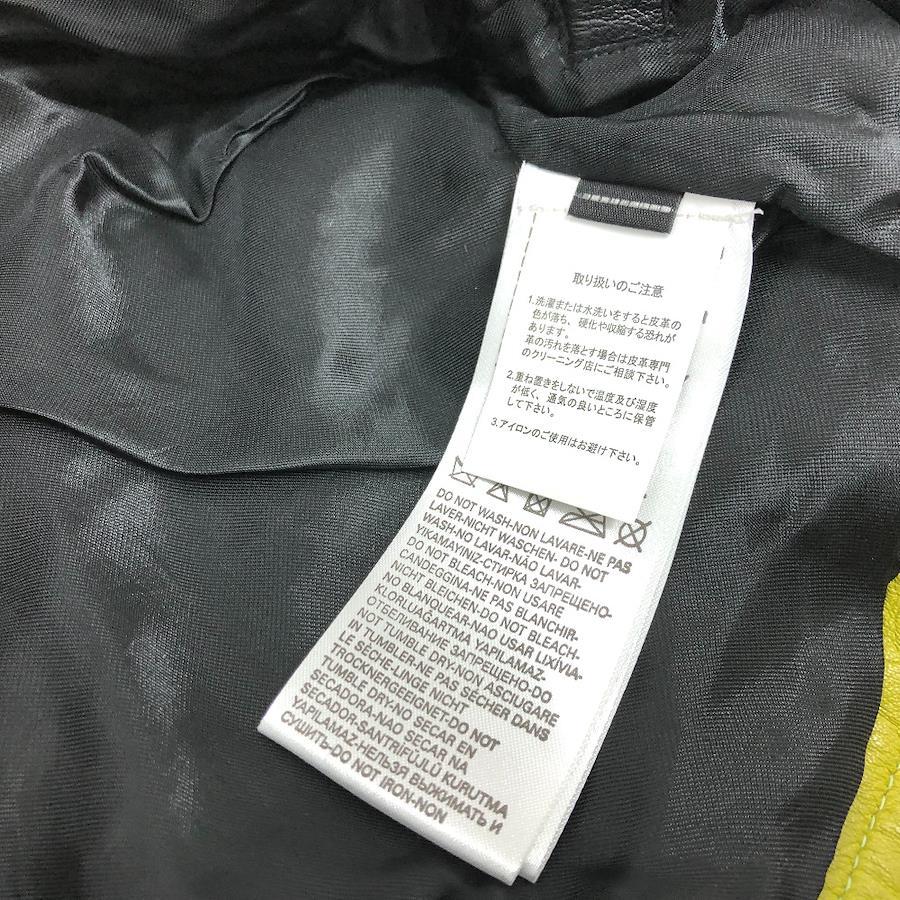 取り扱いのご注意
1.洗濯または水洗いをすると皮革の
色が落ち、硬化や収縮する恐れが
あります。
革の汚れを落とす場合は皮革専門
のクリーニング店にご相談下さい。
2.重ね置きをしないで温度及び湿度
が低く、通気の良いところに保管
して下さい。
3.アイロンのご使用はお避け下さい。
DO NOT WASH-NON LAVARE-NE PAS
LAVER-NICHT WASCHEN- DO NOT
WASH-NO LAVAR-NÃO LAVAR-
YIKAMAYINIZ-СТИРКА ЗАПРЕЩЕНО-
DO NOT BLEACH-NON USARE
CANDEGGINA-NE PAS BLANCHIR-
NICHT BLEICHEN-DO NOT BLEACH-
NO BLANQUEAR-NAO USAR LIXÍVIA-
KLORLUAĞARTMA YAPILAMAZ-
ОТБЕЛИВАНИЕ ЗАПРЕЩЕНО-DO
NOT TUMBLE DRY-NON ASCIUGARE
IN TUMBLER-NE PAS SÉCHER DANS
LE SÈCHE-LINGE NICHT
TROCKNERGEEIGNET-DO NOT
TUMBLE DRY-NO SECAR EN
SECADORA-NÃO SECAR NA
SECADOR-SANTRİFÜJLÜ KURUTMA
YAPILAMAZ-НЕЛЬЗЯ ВЫЖИМАТЬ И
СУШИТЬ-DO NOT IRON-NON